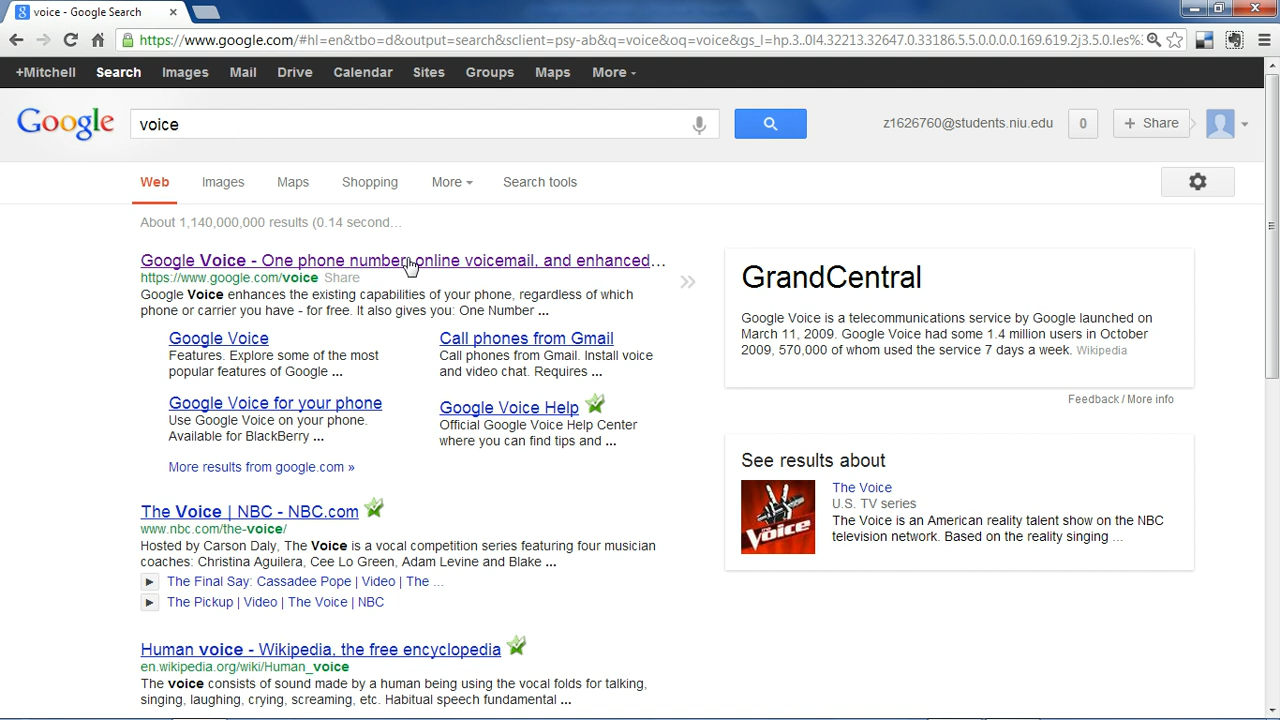 voice - Google Search
https://www.google.com/#hl=en&tbo=d&output=search&sclient=psy-ab&q=voice&oq=voice&gs_l=hp.3..0l4.32213.32647.0.33186.5.5.0.0.0.0.169.619.2j3.5.0.les%3
+Mitchell Search Images Mail Drive Calendar Sites Groups Maps More
Google voice z1626760@students.niu.edu 0 + Share
Web Images Maps Shopping More Search tools
About 1,140,000,000 results (0.14 second...
Google Voice - One phone number, online voicemail, and enhanced...
https://www.google.com/voice Share
Google Voice enhances the existing capabilities of your phone, regardless of which
phone or carrier you have - for free. It also gives you: One Number ...
Google Voice
Features. Explore some of the most
popular features of Google ...
Call phones from Gmail
Call phones from Gmail. Install voice
and video chat. Requires ...
Google Voice for your phone
Use Google Voice on your phone.
Available for BlackBerry ...
Google Voice Help
Official Google Voice Help Center
where you can find tips and ...
More results from google.com »
The Voice | NBC - NBC.com
www.nbc.com/the-voice/
Hosted by Carson Daly, The Voice is a vocal competition series featuring four musician
coaches: Christina Aguilera, Cee Lo Green, Adam Levine and Blake ...
The Final Say: Cassadee Pope | Video | The ...
The Pickup | Video | The Voice | NBC
Human voice - Wikipedia, the free encyclopedia
en.wikipedia.org/wiki/Human_voice
The voice consists of sound made by a human being using the vocal folds for talking,
singing, laughing, crying, screaming, etc. Habitual speech fundamental ...
GrandCentral
Google Voice is a telecommunications service by Google launched on
March 11, 2009. Google Voice had some 1.4 million users in October
2009, 570,000 of whom used the service 7 days a week. Wikipedia
Feedback / More info
See results about
The Voice
U.S. TV series
The Voice is an American reality talent show on the NBC
television network. Based on the reality singing ...
the Voice